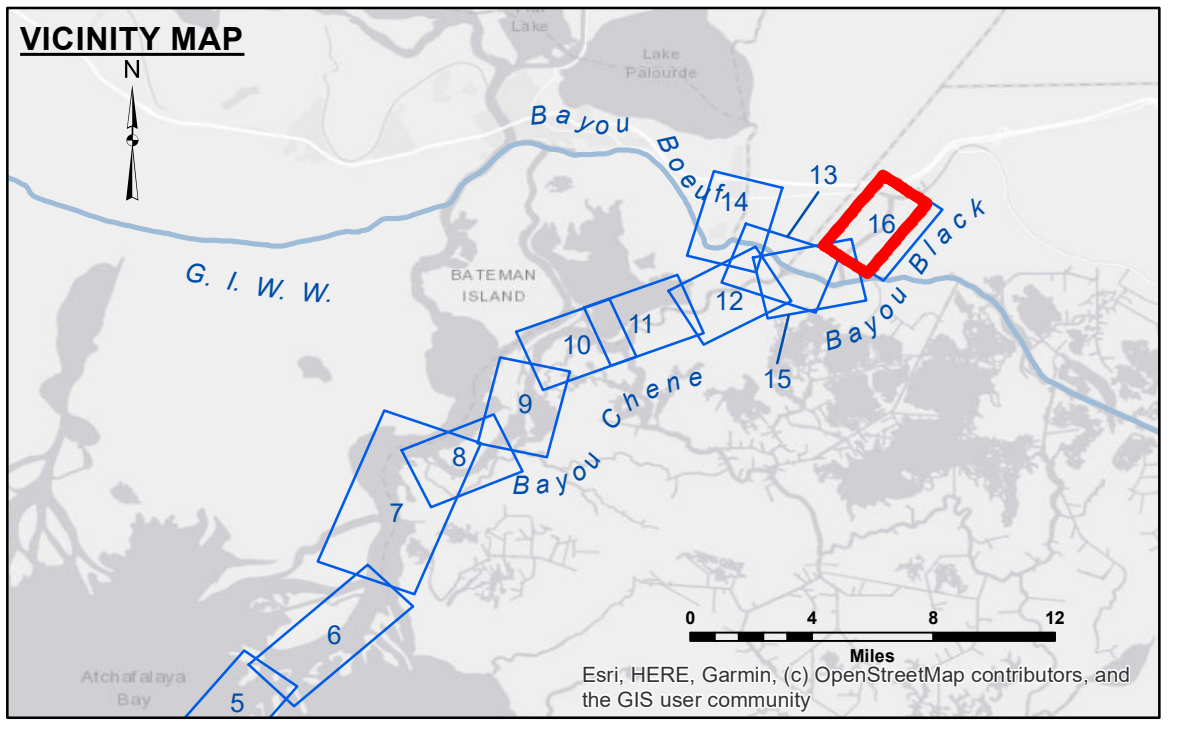 VICINITY MAP
N
Lake
Lake
Palourde
Bayou
Boeuf
13
14
16
Bayou Black
G. I. W. W.
BATEMAN
ISLAND
12
11
10
15
9
Bayou Chene
8
7
6
5
Atchafalaya
Bay
0 4 8 12
Miles
Esri, HERE, Garmin, (c) OpenStreetMap contributors, and
the GIS user community